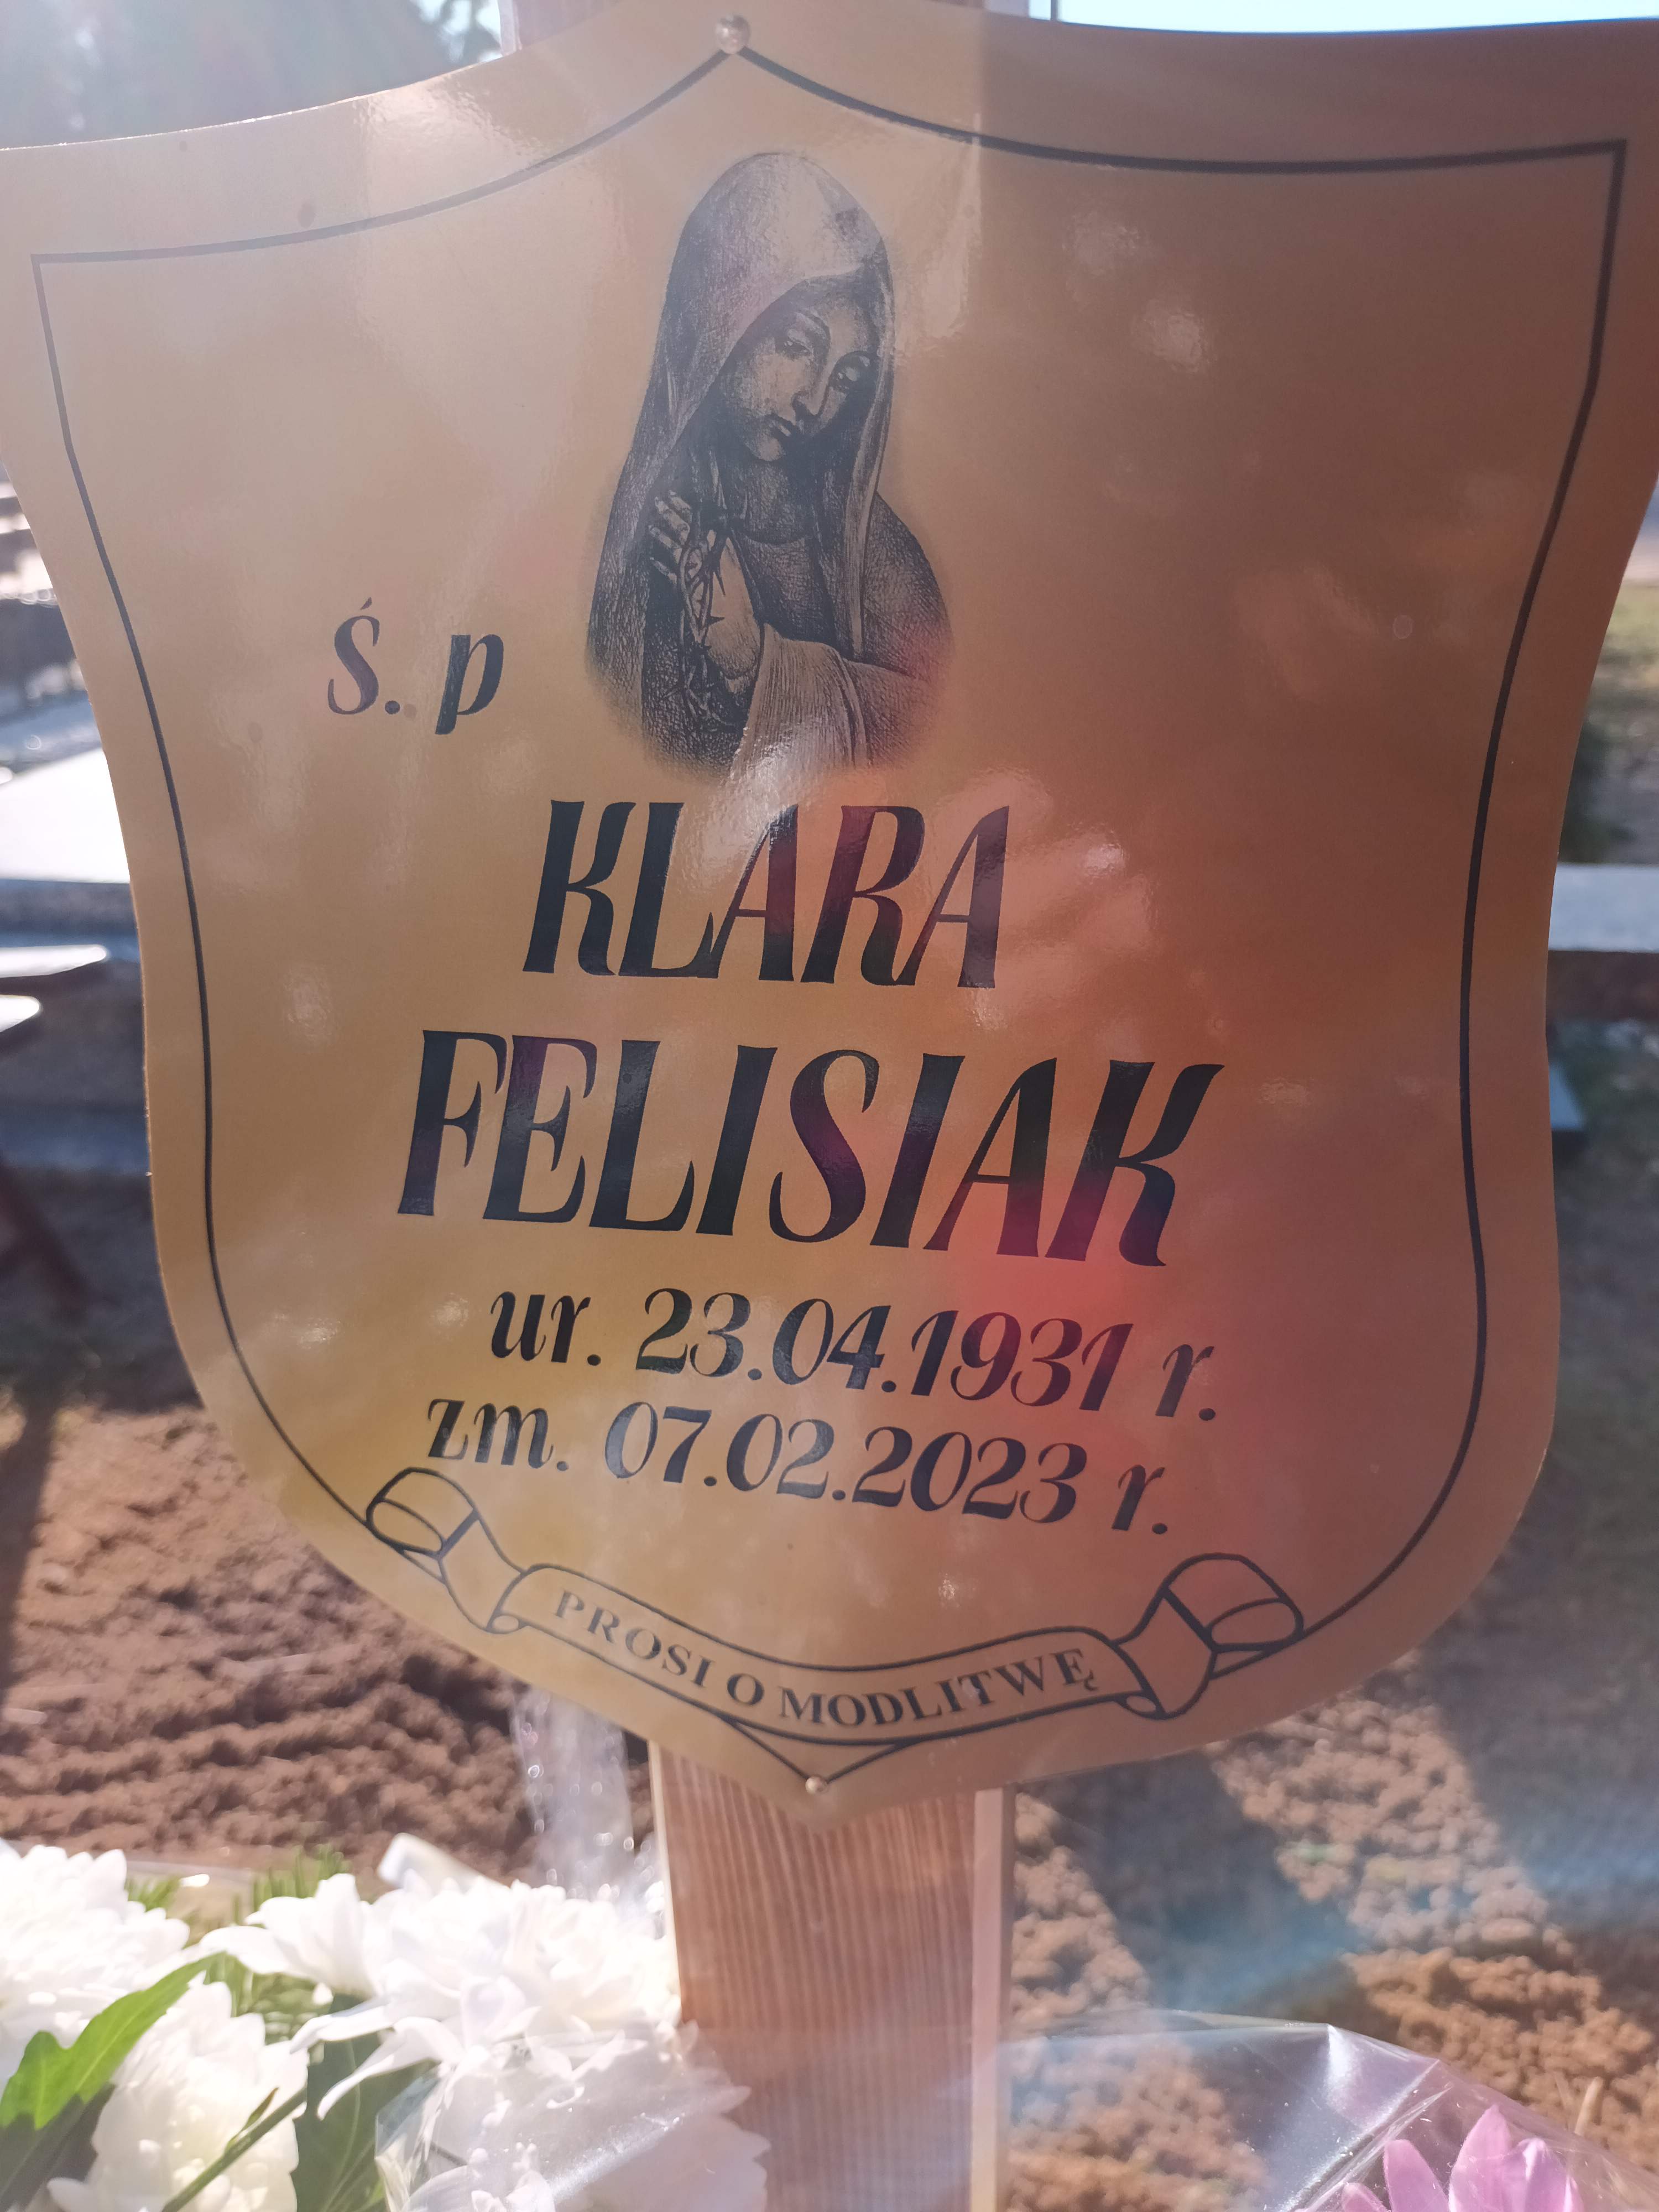 Ś. p
KLARA
FELISIAK
ur. 23.04.1931 r.
zm. 07.02.2023 r.
PROSI O MODLITWĘ